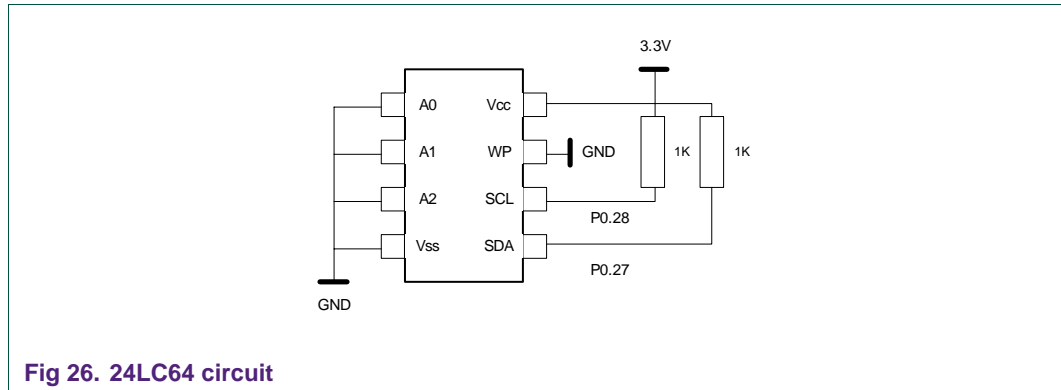 3.3V
A0 Vcc
A1 WP GND 1K 1K
A2 SCL
P0.28
Vss SDA
P0.27
GND
Fig 26. 24LC64 circuit